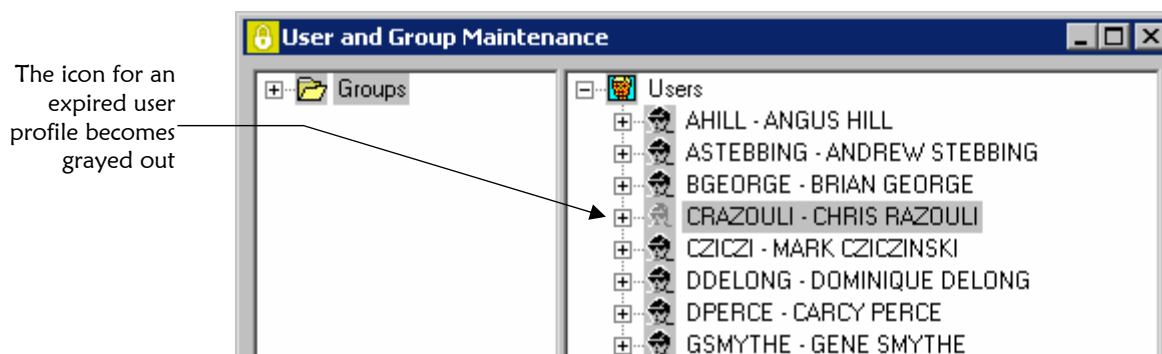 User and Group Maintenance
The icon for an
expired user
profile becomes
grayed out
Groups
Users
AHILL - ANGUS HILL
ASTEBBING - ANDREW STEBBING
BGEORGE - BRIAN GEORGE
CRAZOULI - CHRIS RAZOULI
CZICZI - MARK CZICZINSKI
DDELONG - DOMINIQUE DELONG
DPERCE - CARCY PERCE
GSMYTHE - GENE SMYTHE